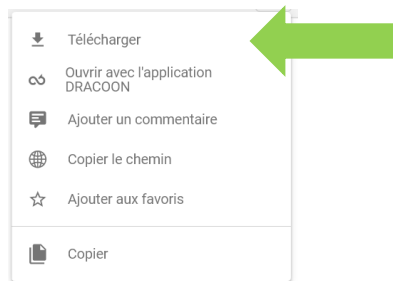 Télécharger
Ouvrir avec l'application
DRACOON
Ajouter un commentaire
Copier le chemin
Ajouter aux favoris
Copier